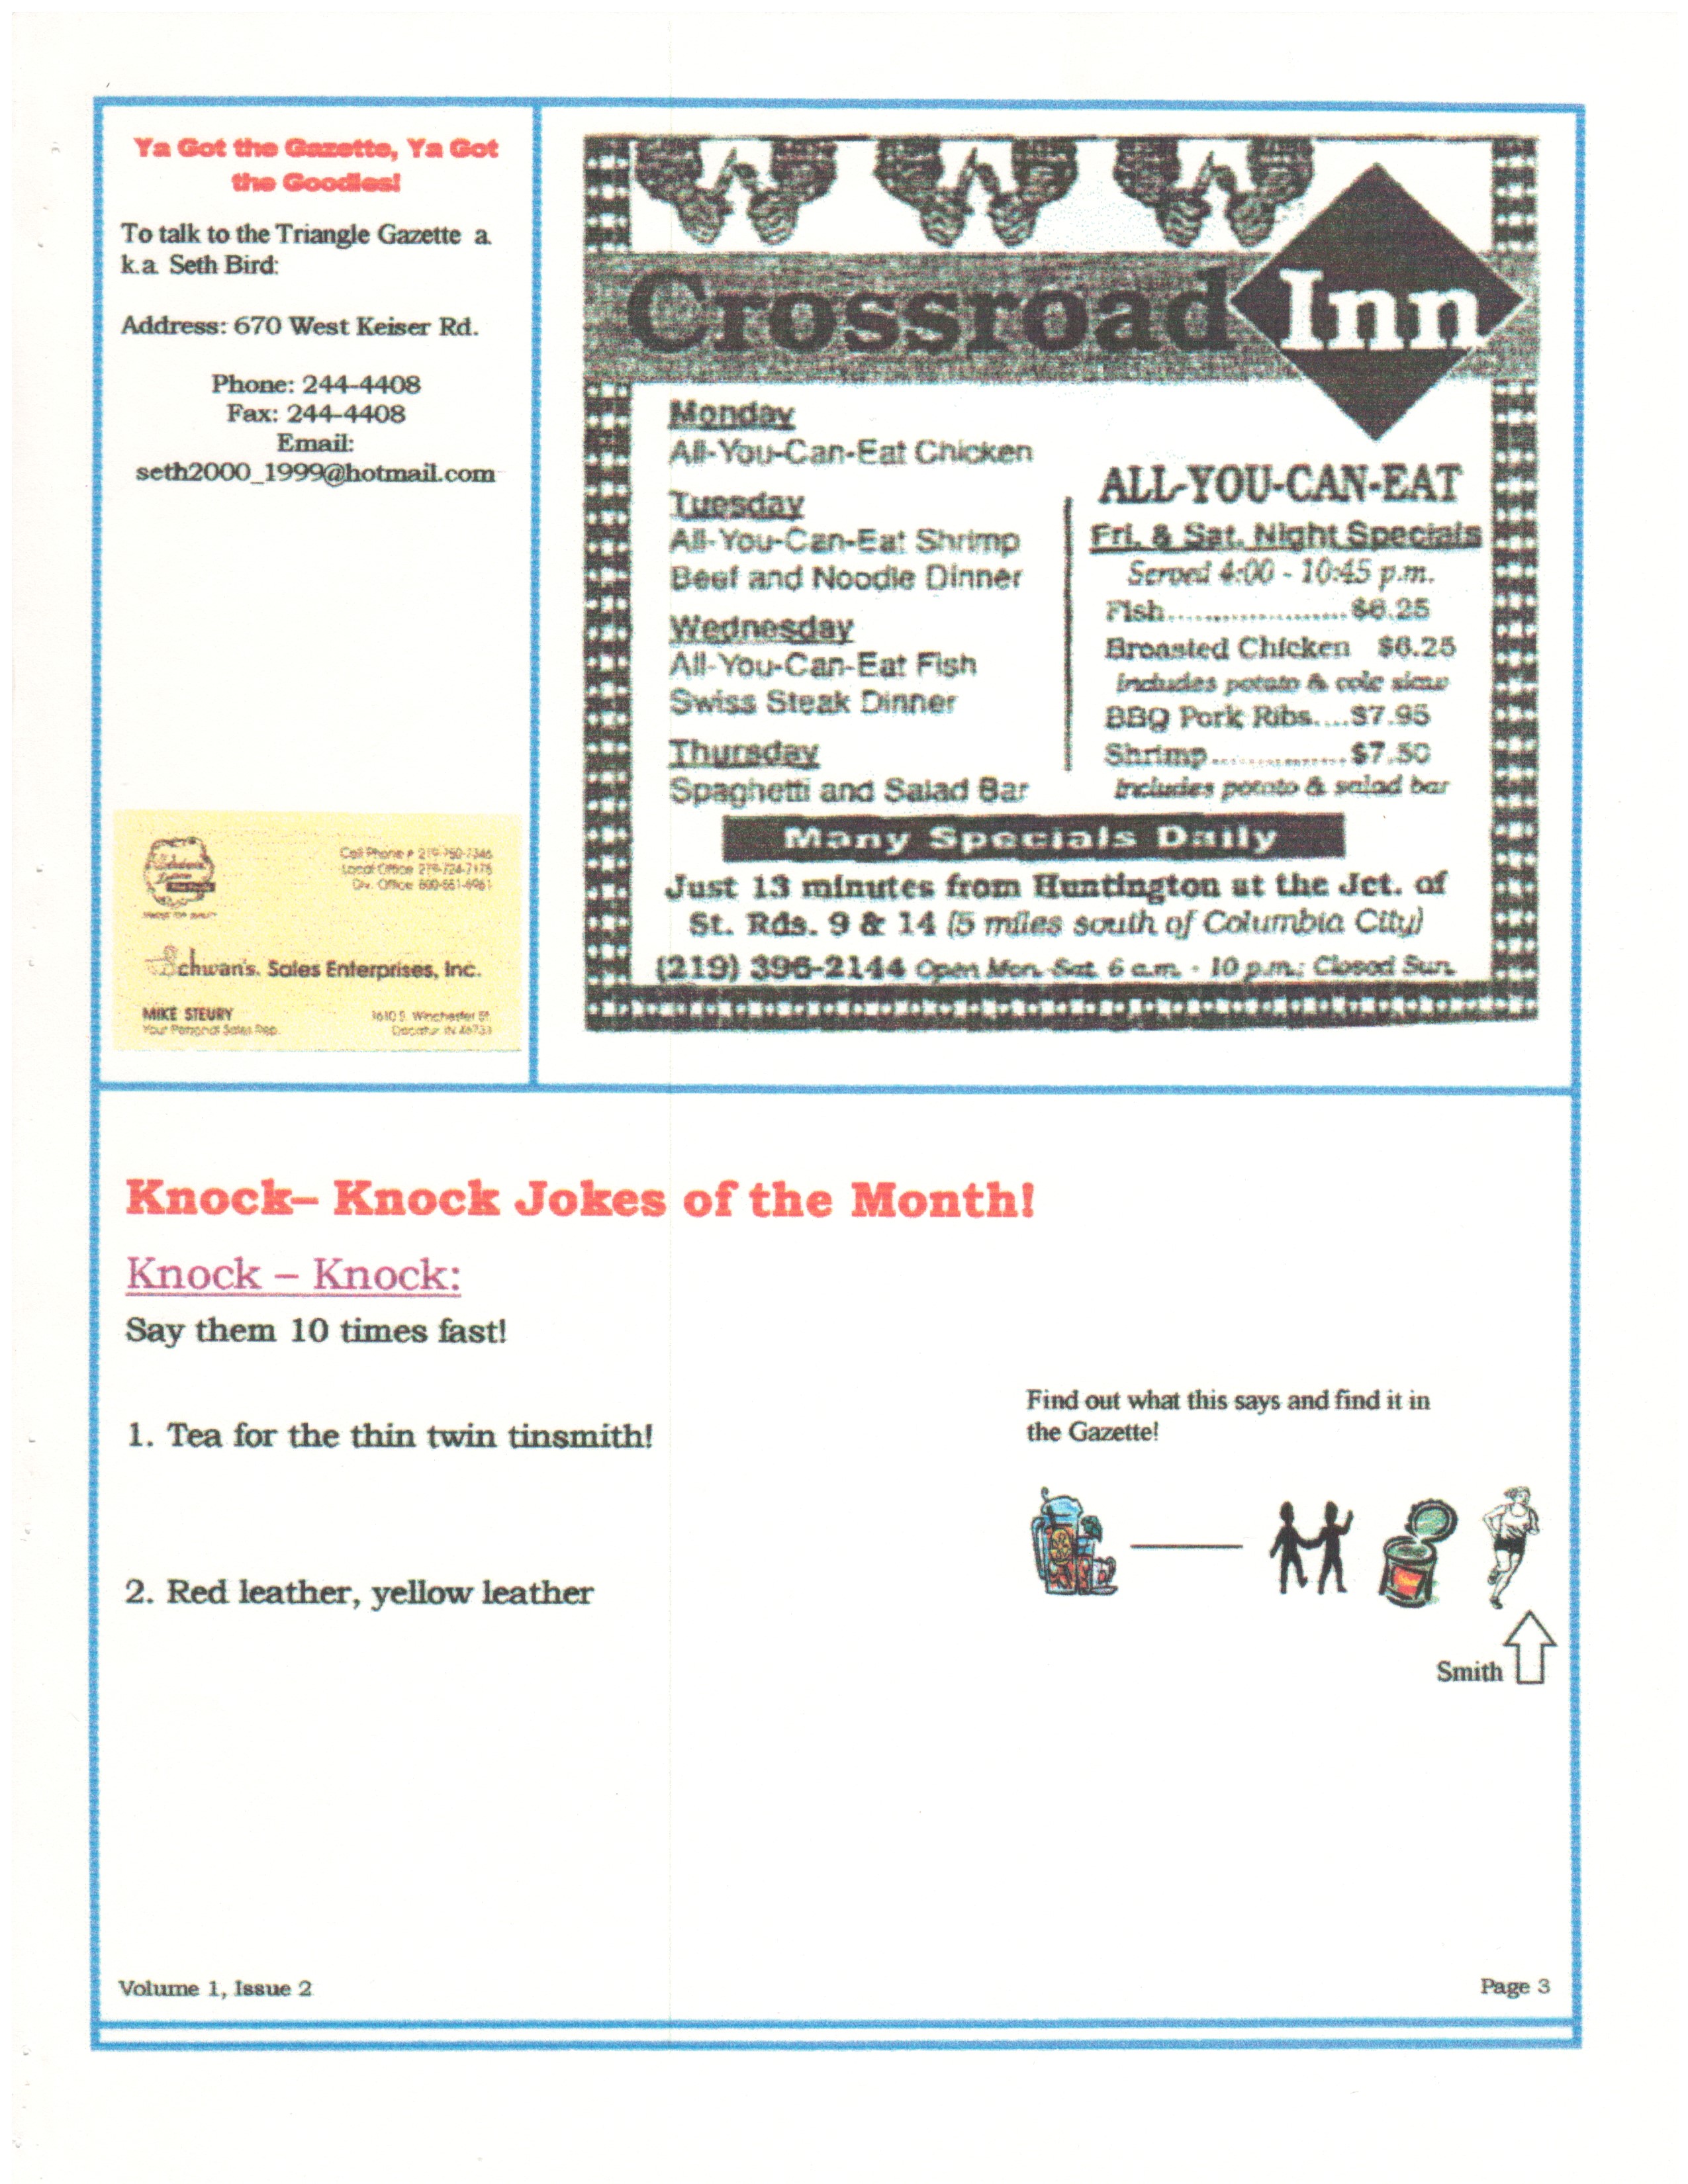 Ya Got the Gazette, Ya Got
the Goodies!
To talk to the Triangle Gazette a.
k.a. Seth Bird:
Address: 670 West Keiser Rd.
Phone: 244-4408
Fax: 244-4408
Email:
seth2000_1999@hotmail.com
Cell Phone # 219-750-7346
Local Office 219-724-7175
Div. Office 800-561-6961
Schwan's. Sales Enterprises, Inc.
MIKE STEURY
Your Personal Sales Rep.
1610 S. Winchester St.
Decatur, IN 46733
Crossroad Inn
Monday
All-You-Can-Eat Chicken
Tuesday
All-You-Can-Eat Shrimp
Beef and Noodle Dinner
Wednesday
All-You-Can-Eat Fish
Swiss Steak Dinner
Thursday
Spaghetti and Salad Bar
ALL-YOU-CAN-EAT
Fri. & Sat. Night Specials
Served 4:00 - 10:45 p.m.
Fish....................$6.25
Broasted Chicken $6.25
includes potato & cole slaw
BBQ Pork Ribs....$7.95
Shrimp...............$7.50
includes potato & salad bar
Many Specials Daily
Just 13 minutes from Huntington at the Jct. of
St. Rds. 9 & 14 (5 miles south of Columbia City)
(219) 396-2144 Open Mon.-Sat. 6 a.m. - 10 p.m.; Closed Sun.
Knock– Knock Jokes of the Month!
Knock – Knock:
Say them 10 times fast!
1. Tea for the thin twin tinsmith!
2. Red leather, yellow leather
Find out what this says and find it in
the Gazette!
Smith
Volume 1, Issue 2
Page 3